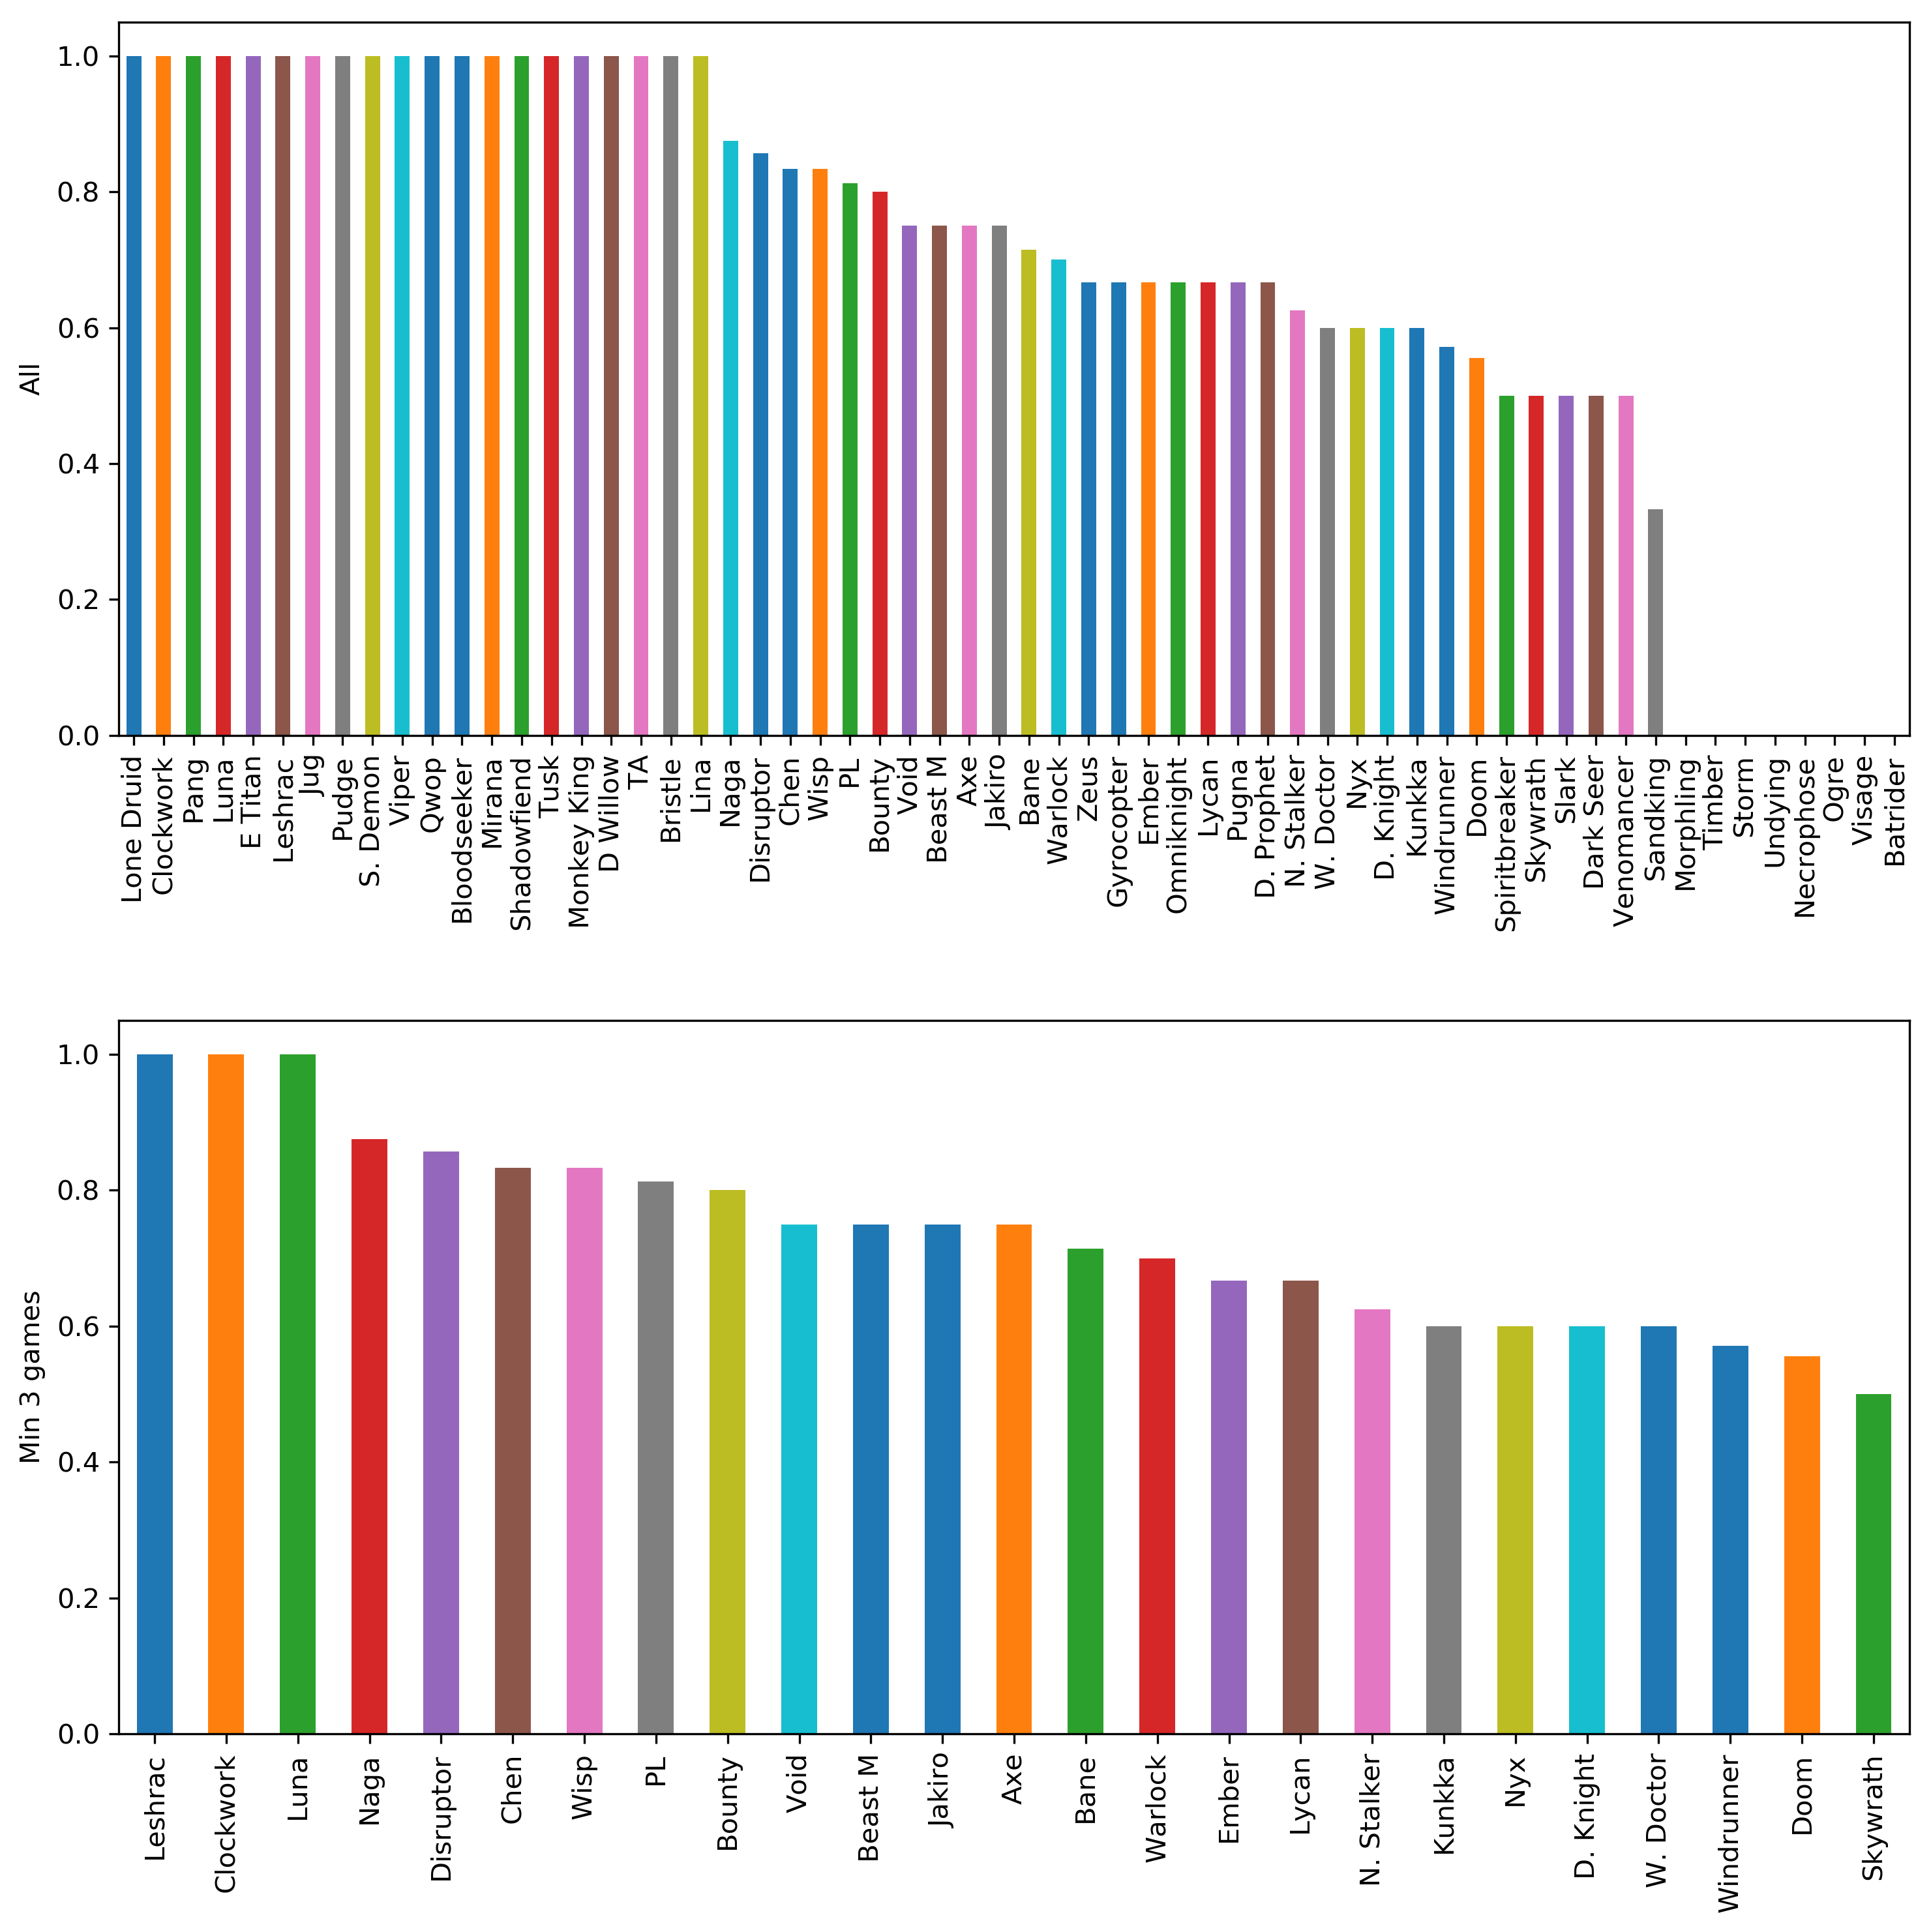 All
1.0
0.8
0.6
0.4
0.2
0.0
Lone Druid
Clockwork
Pang
Luna
E Titan
Leshrac
Jug
Pudge
S. Demon
Viper
Qwop
Bloodseeker
Mirana
Shadowfiend
Tusk
Monkey King
D Willow
TA
Bristle
Lina
Naga
Disruptor
Chen
Wisp
PL
Bounty
Void
Beast M
Axe
Jakiro
Bane
Warlock
Zeus
Gyrocopter
Ember
Omniknight
Lycan
Pugna
D. Prophet
N. Stalker
W. Doctor
Nyx
D. Knight
Kunkka
Windrunner
Doom
Spiritbreaker
Skywrath
Slark
Dark Seer
Venomancer
Sandking
Morphling
Timber
Storm
Undying
Necrophose
Ogre
Visage
Batrider
Min 3 games
1.0
0.8
0.6
0.4
0.2
0.0
Leshrac
Clockwork
Luna
Naga
Disruptor
Chen
Wisp
PL
Bounty
Void
Beast M
Jakiro
Axe
Bane
Warlock
Ember
Lycan
N. Stalker
Kunkka
Nyx
D. Knight
W. Doctor
Windrunner
Doom
Skywrath